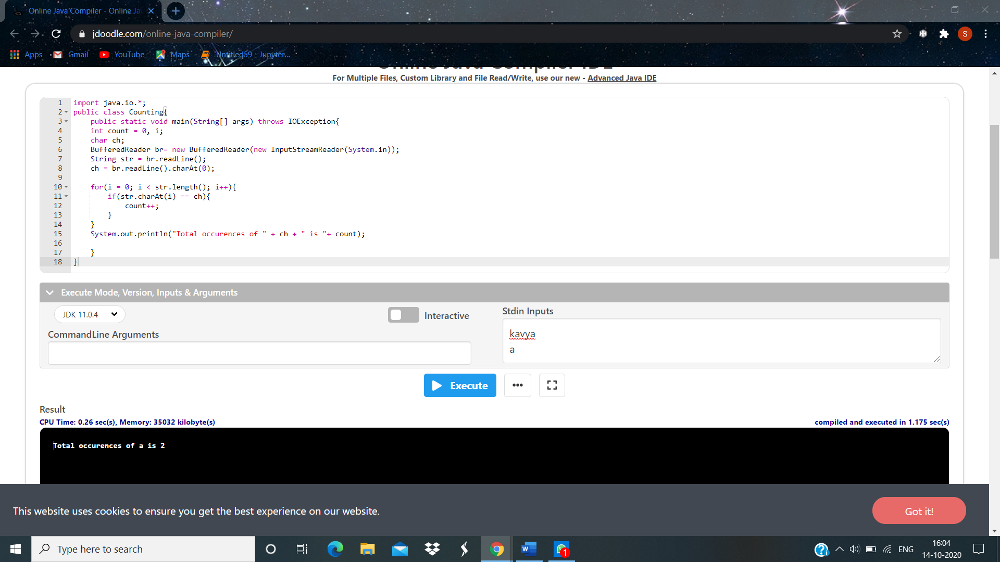 Online Java Compiler - Online Ja
jdoodle.com/online-java-compiler/
S
Apps Gmail YouTube Maps Untitled59 - Jupyter...
Online Java Compiler IDE
For Multiple Files, Custom Library and File Read/Write, use our new - Advanced Java IDE
1 import java.io.*;
2 public class Counting{
3 public static void main(String[] args) throws IOException{
4 int count = 0, i;
5 char ch;
6 BufferedReader br= new BufferedReader(new InputStreamReader(System.in));
7 String str = br.readLine();
8 ch = br.readLine().charAt(0);
9
10 for(i = 0; i < str.length(); i++){
11 if(str.charAt(i) == ch){
12 count++;
13 }
14 }
15 System.out.println("Total occurences of " + ch + " is "+ count);
16
17 }
18 }
Execute Mode, Version, Inputs & Arguments
JDK 11.0.4
Interactive
Stdin Inputs
CommandLine Arguments
kavya
a
Execute
Result
CPU Time: 0.26 sec(s), Memory: 35032 kilobyte(s)
compiled and executed in 1.175 sec(s)
Total occurences of a is 2
This website uses cookies to ensure you get the best experience on our website.
Got it!
Type here to search
1
ENG
16:04
14-10-2020